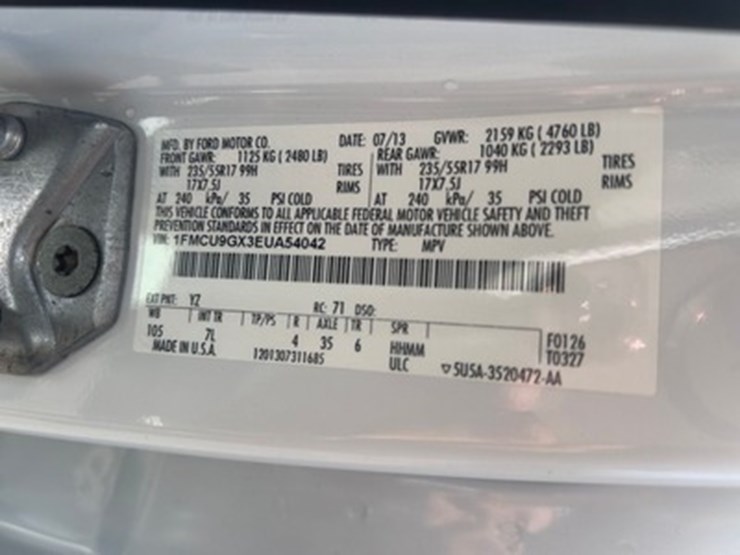 MFD. BY FORD MOTOR CO. DATE: 07/13 GVWR: 2159 KG ( 4760 LB)
FRONT GAWR: 1125 KG ( 2480 LB) REAR GAWR: 1040 KG ( 2293 LB)
WITH 235/55R17 99H TIRES WITH 235/55R17 99H TIRES
17X7.5J RIMS 17X7.5J RIMS
AT 240 kPa/ 35 PSI COLD AT 240 kPa/ 35 PSI COLD
THIS VEHICLE CONFORMS TO ALL APPLICABLE FEDERAL MOTOR VEHICLE SAFETY AND THEFT
PREVENTION STANDARDS IN EFFECT ON THE DATE OF MANUFACTURE SHOWN ABOVE.
VIN: 1FMCU9GX3EUA54042 TYPE: MPV
EXT PNT: YZ RC: 71 DSO:
WB INT TR TP/PS R AXLE TR SPR F0126
105 7L 4 35 6 HHMM T0327
MADE IN U.S.A. 1201307311685 ULC ▽5U5A-3520472-AA